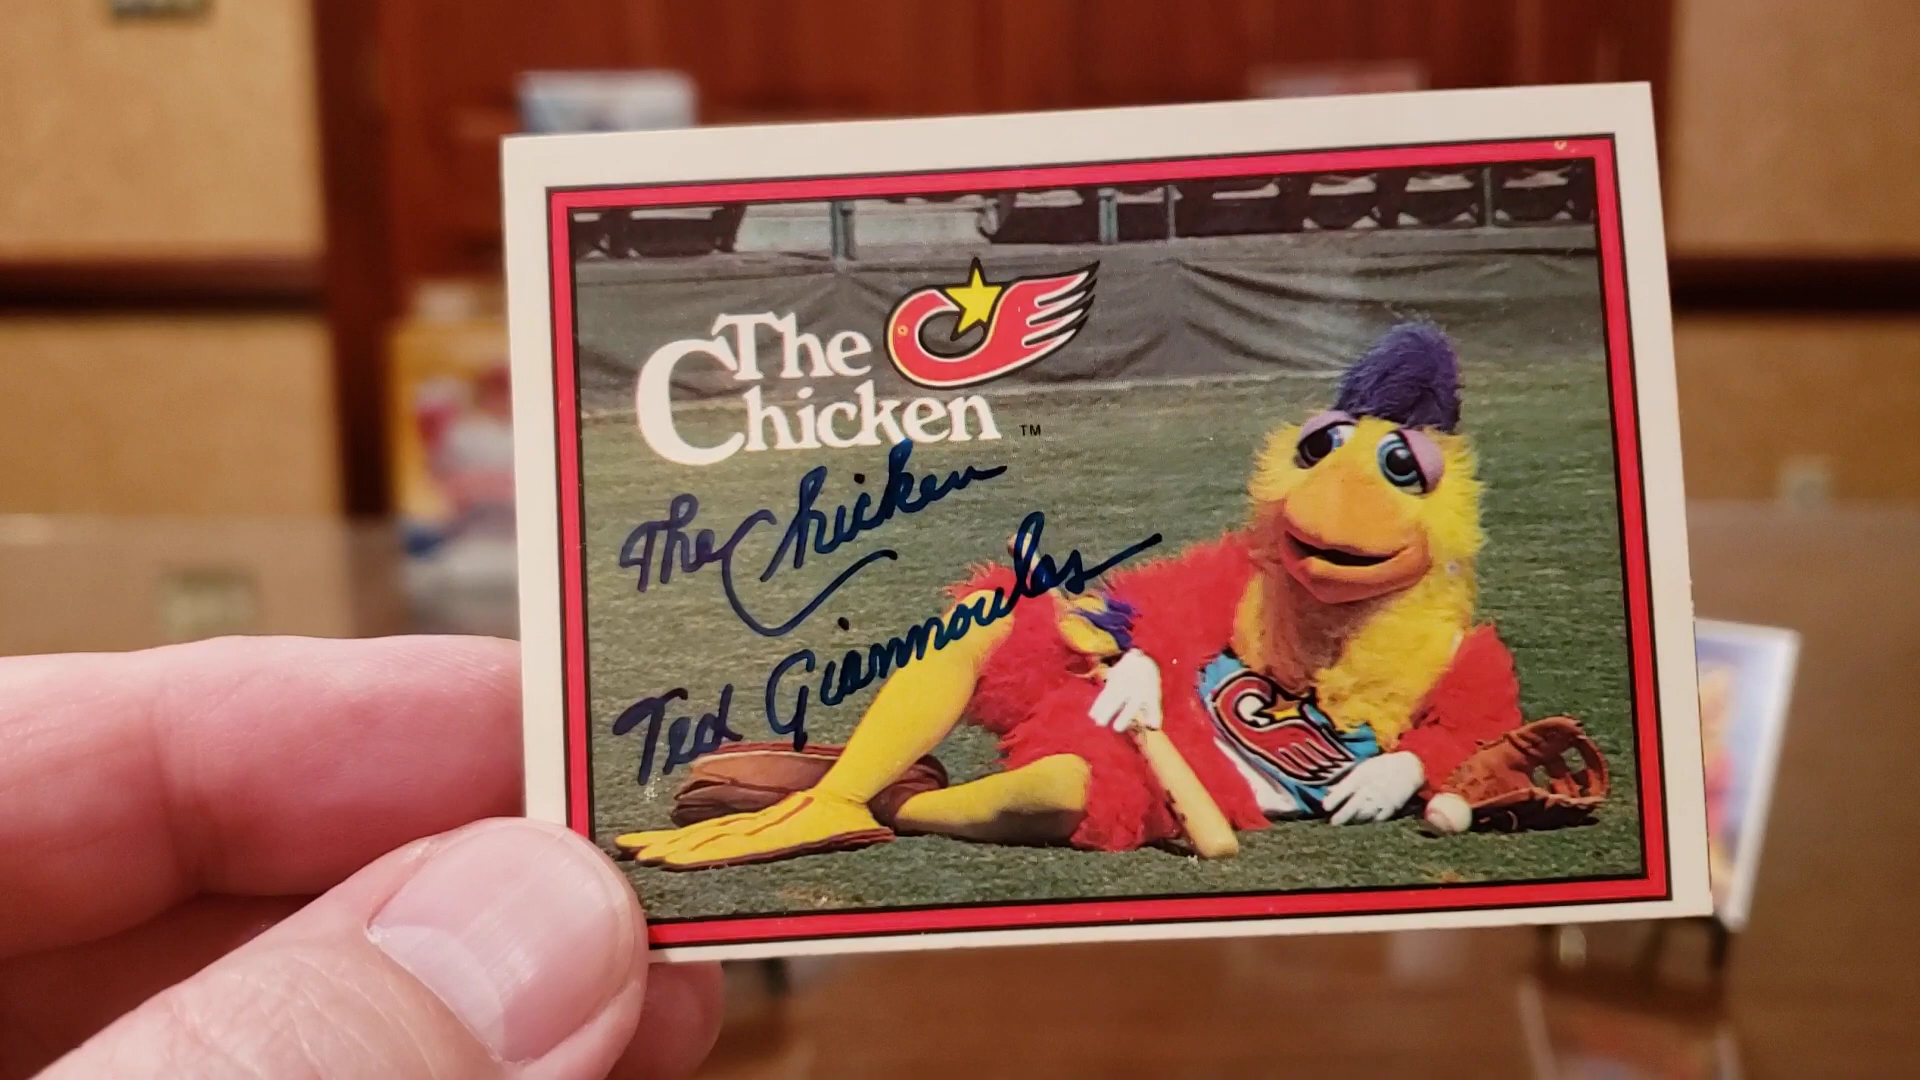 The
Chicken ™
The Chicken
Ted Giannoulas